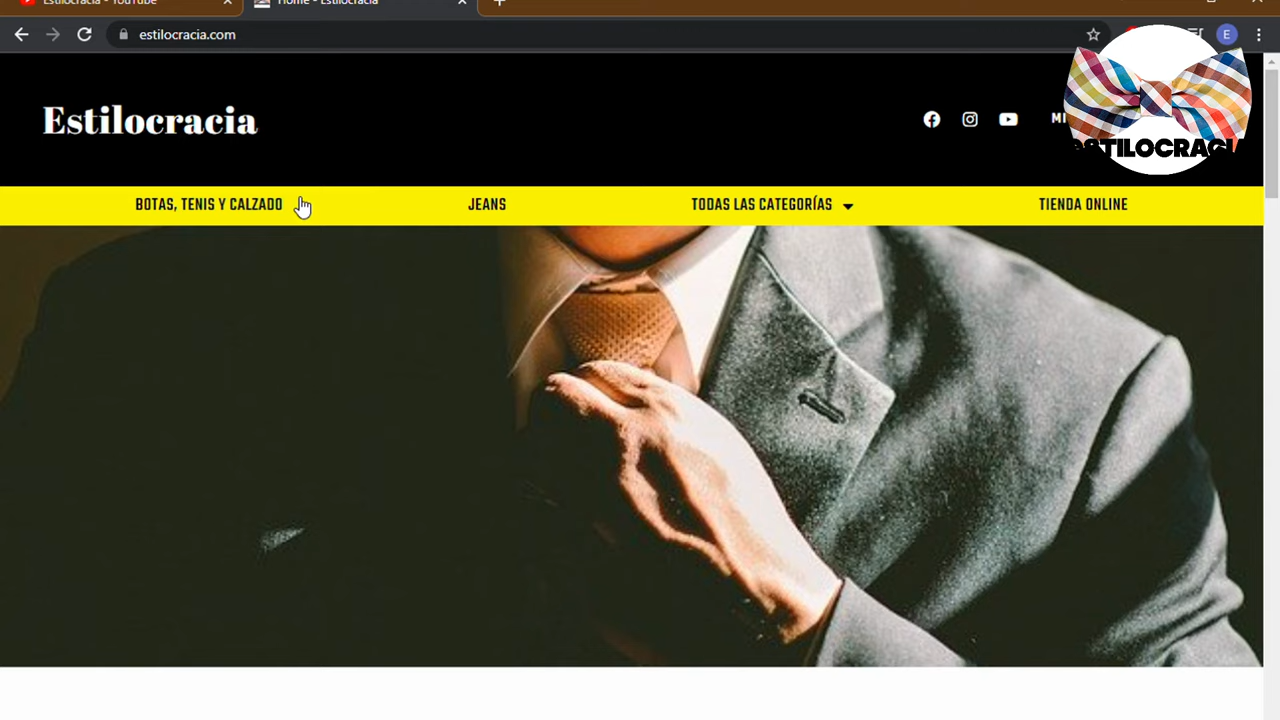 Estilocracia - YouTube
Home - Estilocracia
estilocracia.com
E
Estilocracia
ESTILOCRACIA
BOTAS, TENIS Y CALZADO
JEANS
TODAS LAS CATEGORÍAS
TIENDA ONLINE